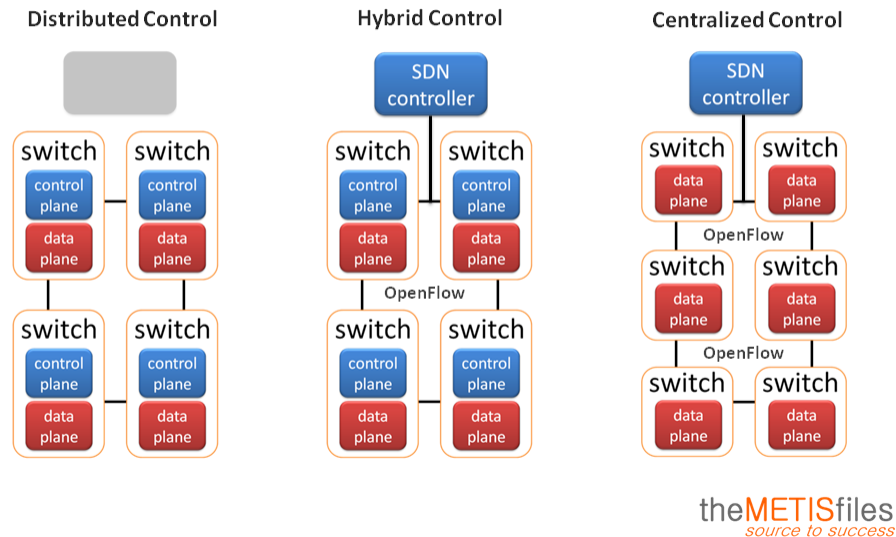 Distributed Control
switch
control
plane
data
plane
switch
control
plane
data
plane
switch
control
plane
data
plane
switch
control
plane
data
plane
Hybrid Control
SDN
controller
switch
control
plane
data
plane
switch
control
plane
data
plane
OpenFlow
switch
control
plane
data
plane
switch
control
plane
data
plane
Centralized Control
SDN
controller
switch
data
plane
switch
data
plane
OpenFlow
switch
data
plane
switch
data
plane
OpenFlow
switch
data
plane
switch
data
plane
theMETISfiles
source to success